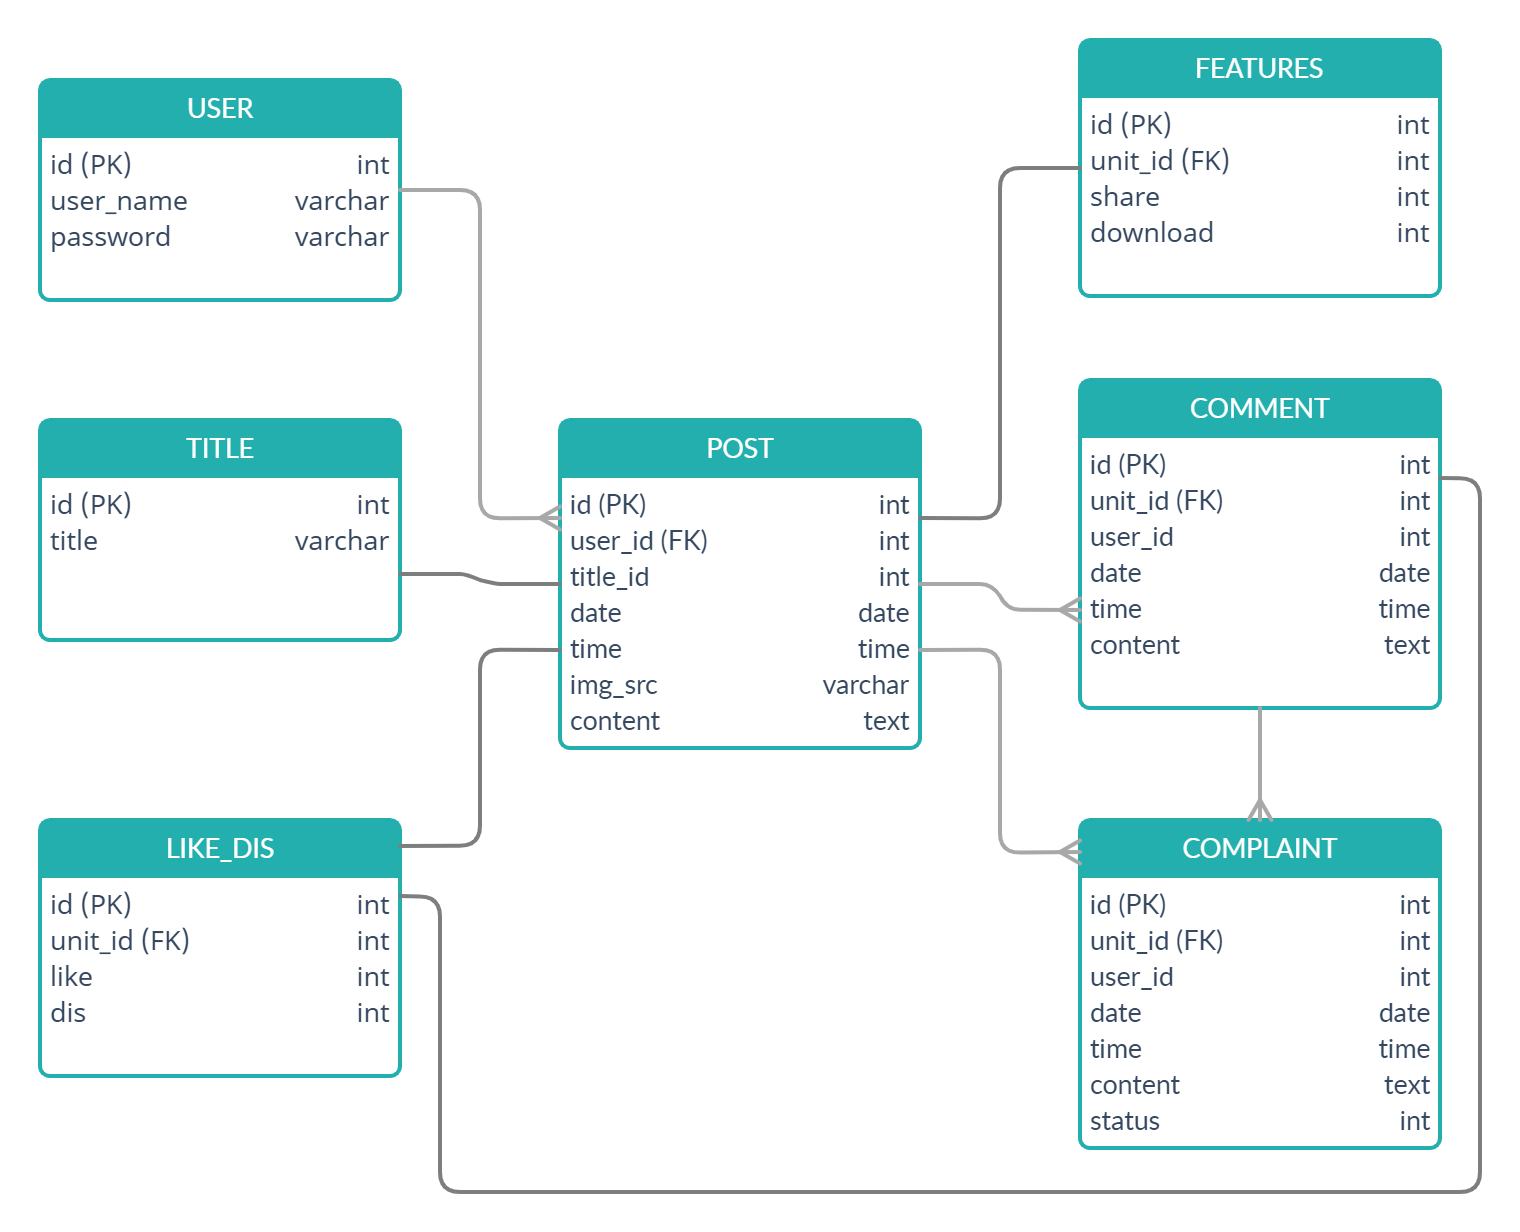 USER
id (PK) int
user_name varchar
password varchar
FEATURES
id (PK) int
unit_id (FK) int
share int
download int
TITLE
id (PK) int
title varchar
POST
id (PK) int
user_id (FK) int
title_id int
date date
time time
img_src varchar
content text
COMMENT
id (PK) int
unit_id (FK) int
user_id int
date date
time time
content text
LIKE_DIS
id (PK) int
unit_id (FK) int
like int
dis int
COMPLAINT
id (PK) int
unit_id (FK) int
user_id int
date date
time time
content text
status int